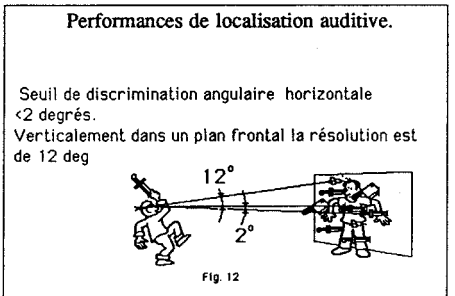 Performances de localisation auditive.
Seuil de discrimination angulaire horizontale
<2 degrés.
Verticalement dans un plan frontal la résolution est
de 12 deg
12°
2°
Fig. 12